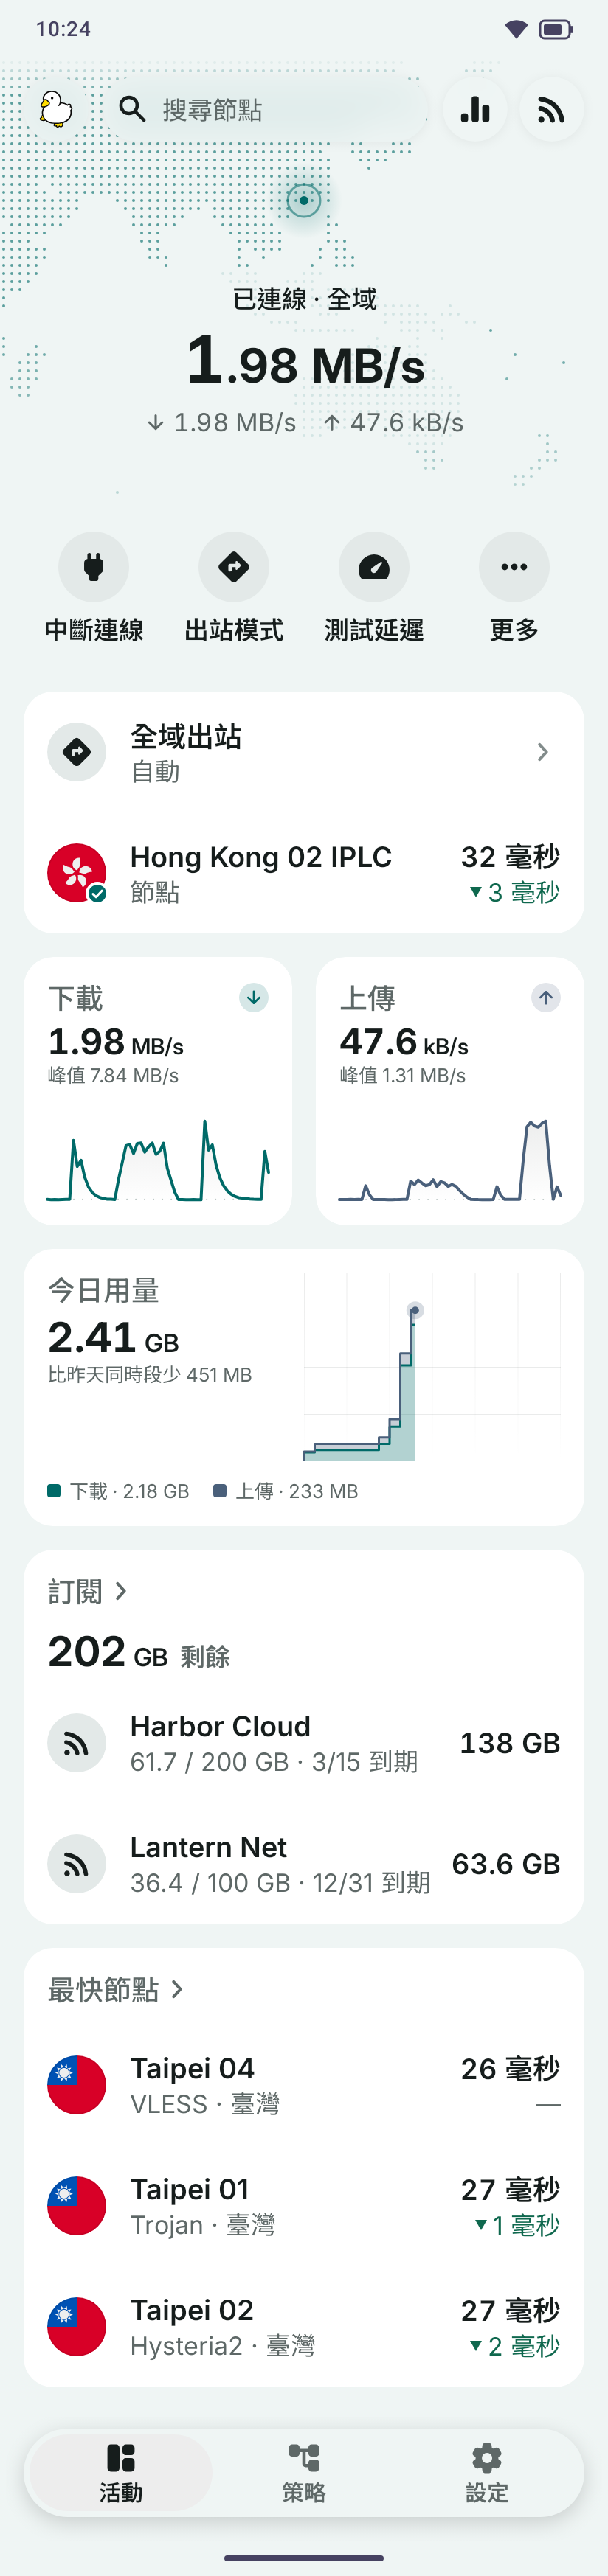 10:24
搜尋節點
已連線 · 全域
1.98 MB/s
↓ 1.98 MB/s ↑ 47.6 kB/s
中斷連線 出站模式 測試延遲 更多
全域出站
自動
Hong Kong 02 IPLC 32 毫秒
節點 ▼3 毫秒
下載
1.98 MB/s
峰值 7.84 MB/s
上傳
47.6 kB/s
峰值 1.31 MB/s
今日用量
2.41 GB
比昨天同時段少 451 MB
下載 · 2.18 GB 上傳 · 233 MB
訂閱
202 GB 剩餘
Harbor Cloud 138 GB
61.7 / 200 GB · 3/15 到期
Lantern Net 63.6 GB
36.4 / 100 GB · 12/31 到期
最快節點
Taipei 04 26 毫秒
VLESS · 臺灣 —
Taipei 01 27 毫秒
Trojan · 臺灣 ▼1 毫秒
Taipei 02 27 毫秒
Hysteria2 · 臺灣 ▼2 毫秒
活動 策略 設定